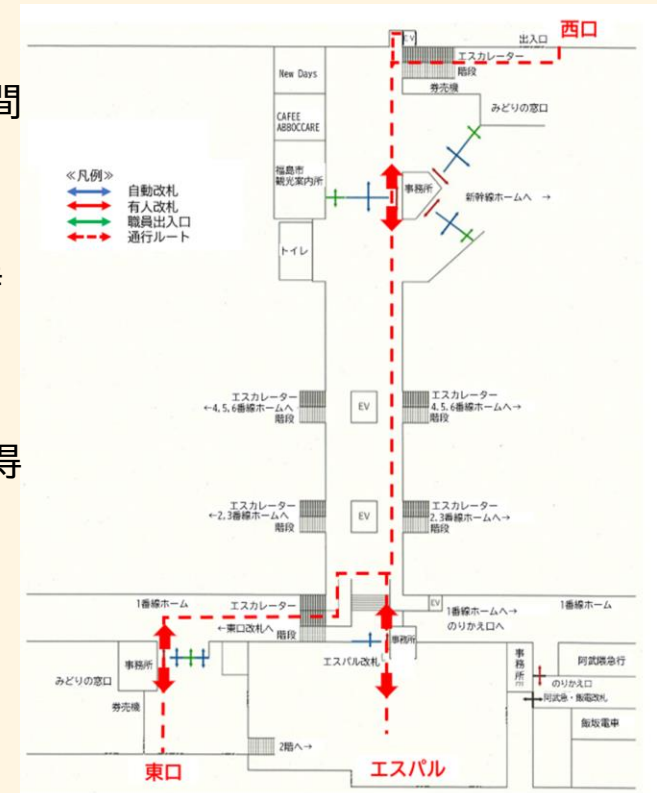 間
得
西口
出入口
EV
エスカレーター
階段
New Days
券売機
みどりの窓口
CAFEE
ABBOCCARE
≪凡例≫
自動改札
有人改札
職員出入口
通行ルート
福島市
観光案内所
事務所
新幹線ホームへ →
トイレ
エスカレーター
←4,5,6番線ホームへ
階段
EV
エスカレーター
4,5,6番線ホームへ→
階段
エスカレーター
←2,3番線ホームへ
階段
EV
エスカレーター
2,3番線ホームへ→
階段
1番線ホーム
エスカレーター
←東口改札へ
階段
EV
1番線ホームへ→
のりかえ口へ
1番線ホーム
事務所
みどりの窓口
券売機
エスパル改札
事務所
事務所
阿武隈急行
のりかえ口
阿武急・飯電改札
飯坂電車
2階へ→
東口
エスパル